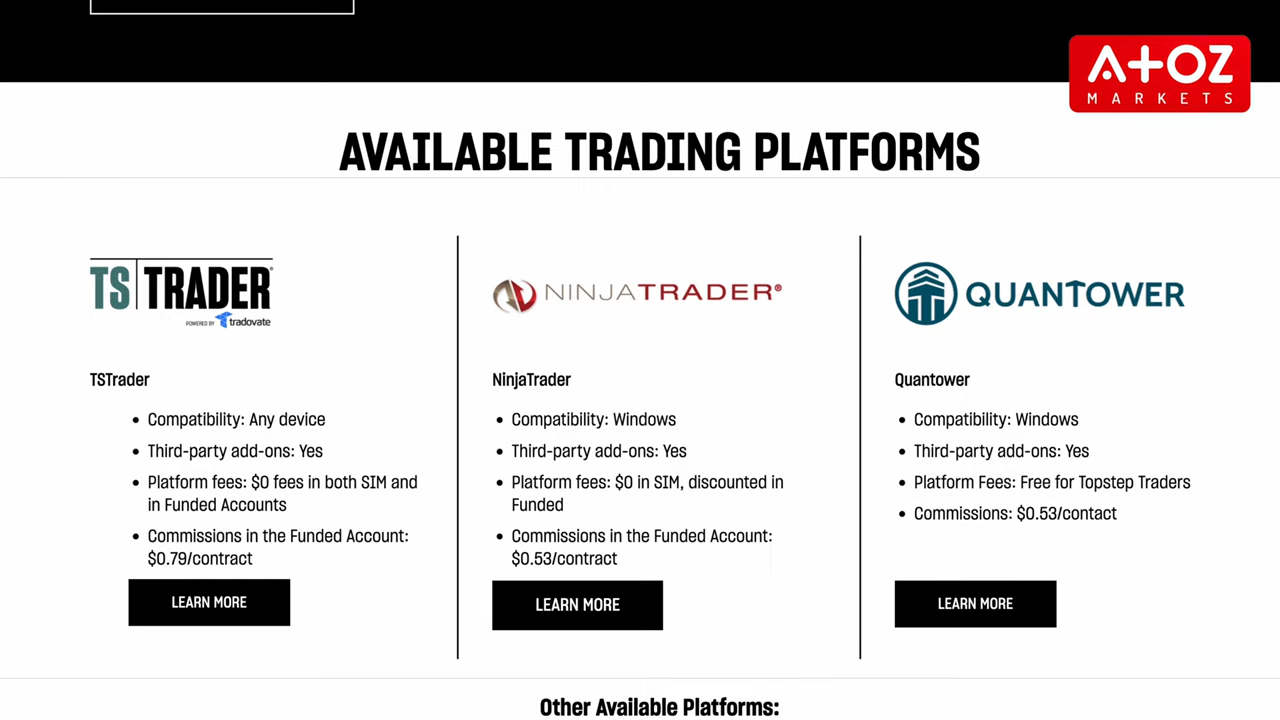 ATOZ
MARKETS
AVAILABLE TRADING PLATFORMS
TS TRADER®
POWERED BY tradovate
TSTrader
• Compatibility: Any device
• Third-party add-ons: Yes
• Platform fees: $0 fees in both SIM and
in Funded Accounts
• Commissions in the Funded Account:
$0.79/contract
LEARN MORE
NINJATRADER®
NinjaTrader
• Compatibility: Windows
• Third-party add-ons: Yes
• Platform fees: $0 in SIM, discounted in
Funded
• Commissions in the Funded Account:
$0.53/contract
LEARN MORE
QUANTOWER
Quantower
• Compatibility: Windows
• Third-party add-ons: Yes
• Platform Fees: Free for Topstep Traders
• Commissions: $0.53/contact
LEARN MORE
Other Available Platforms: